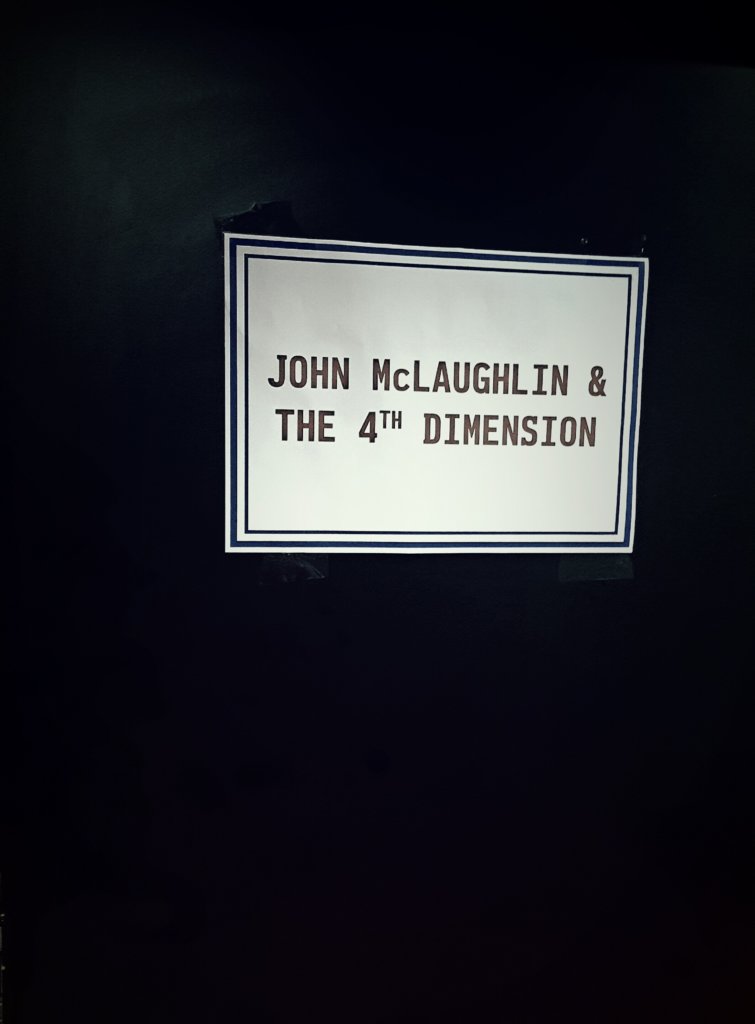 JOHN McLAUGHLIN &
THE 4TH DIMENSION